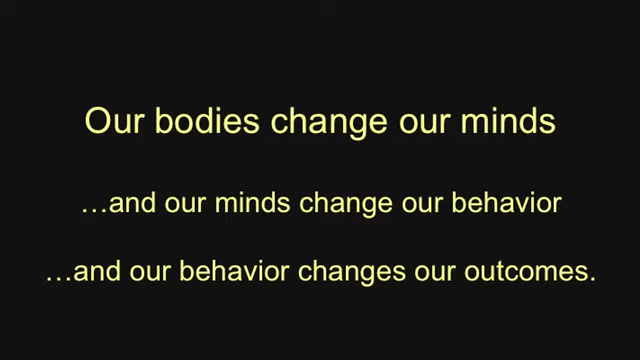 Our bodies change our minds
…and our minds change our behavior
…and our behavior changes our outcomes.